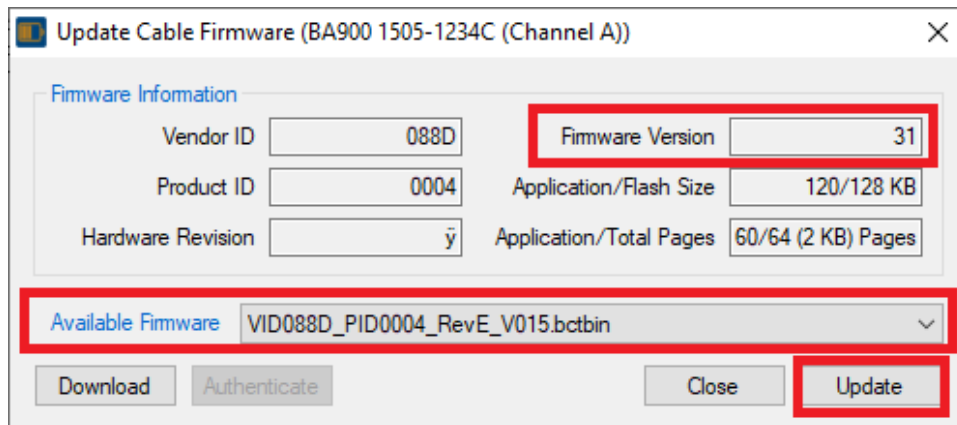 Update Cable Firmware (BA900 1505-1234C (Channel A))
Firmware Information
Vendor ID 088D Firmware Version 31
Product ID 0004 Application/Flash Size 120/128 KB
Hardware Revision ÿ Application/Total Pages 60/64 (2 KB) Pages
Available Firmware VID088D_PID0004_RevE_V015.bctbin
Download Authenticate Close Update